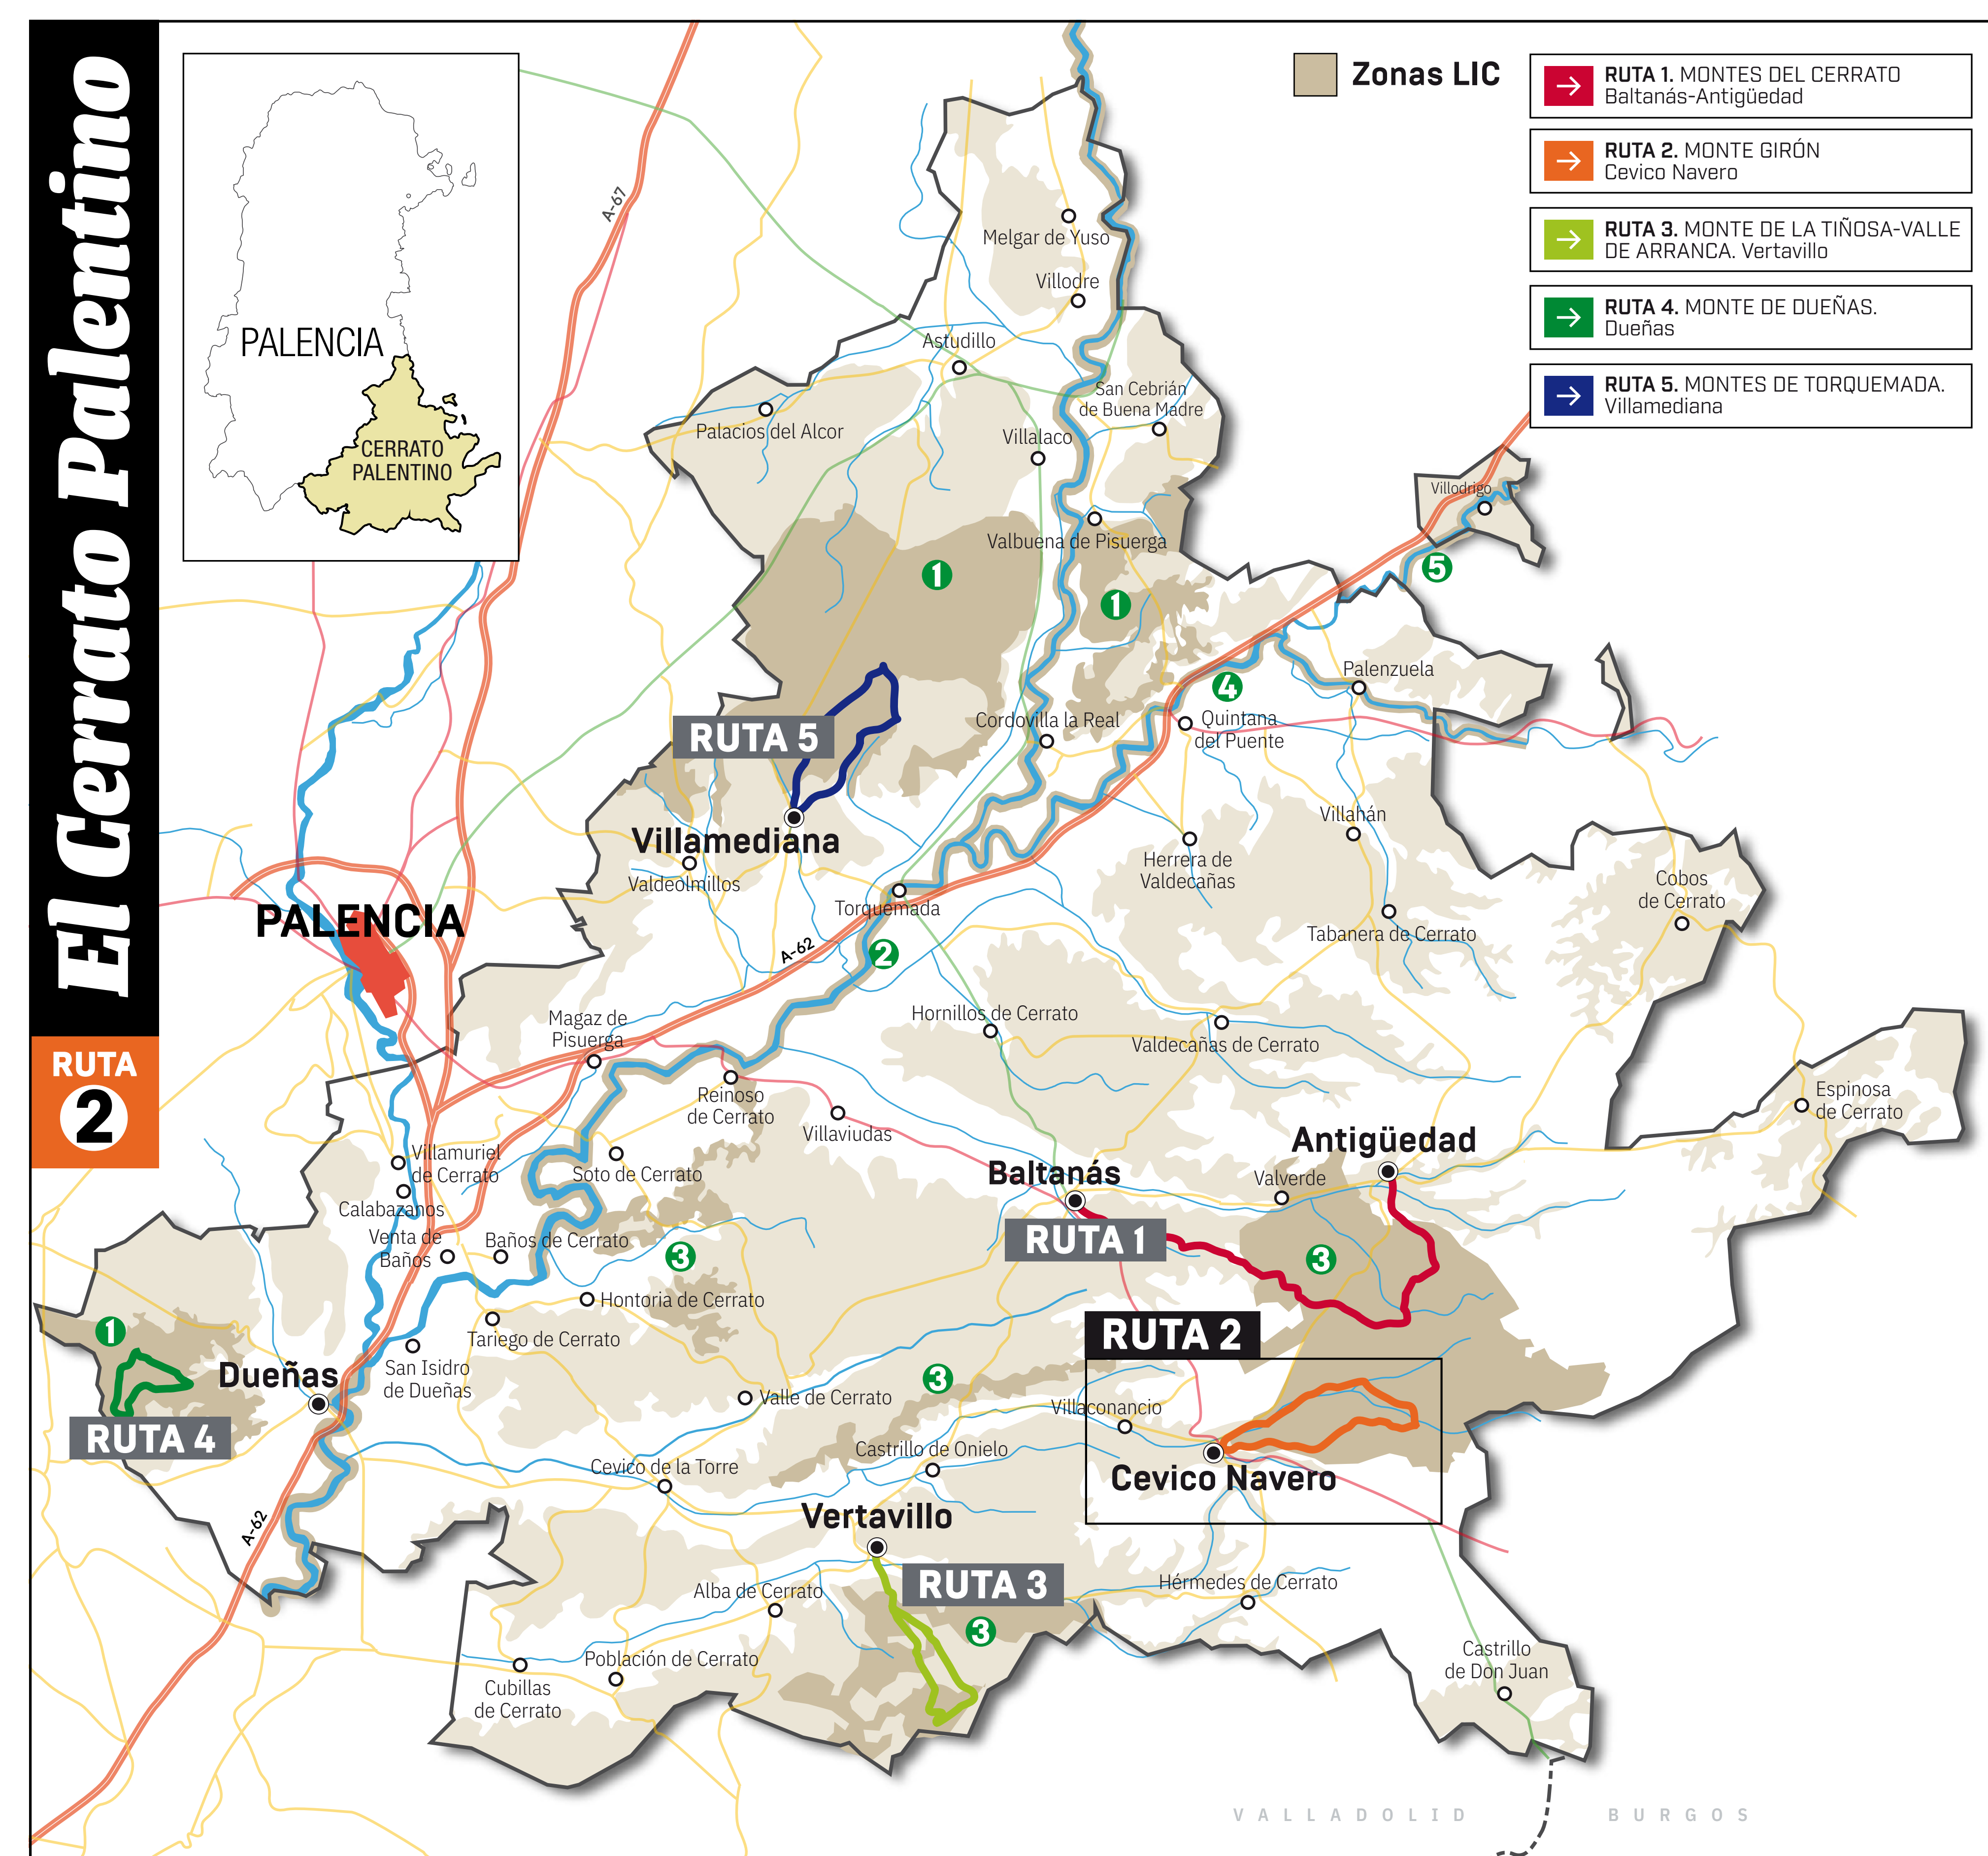 El Cerrato Palentino
RUTA
2
PALENCIA
CERRATO
PALENTINO
Zonas LIC
RUTA 1. MONTES DEL CERRATO
Baltanás-Antigüedad
RUTA 2. MONTE GIRÓN
Cevico Navero
RUTA 3. MONTE DE LA TIÑOSA-VALLE
DE ARRANCA. Vertavillo
RUTA 4. MONTE DE DUEÑAS.
Dueñas
RUTA 5. MONTES DE TORQUEMADA.
Villamediana
A-67
Melgar de Yuso
Villodre
Astudillo
San Cebrián
de Buena Madre
Palacios del Alcor
Villalaco
Villodrigo
Valbuena de Pisuerga
1
1
5
Palenzuela
4
RUTA 5
Cordovilla la Real
Quintana
del Puente
Villamediana
Villahán
Herrera de
Valdecañas
Valdeolmillos
Cobos
de Cerrato
PALENCIA
Torquemada
Tabanera de Cerrato
A-62
2
Magaz de
Pisuerga
Hornillos de Cerrato
Valdecañas de Cerrato
Reinoso
de Cerrato
Espinosa
de Cerrato
Villaviudas
Villamuriel
de Cerrato
Antigüedad
Soto de Cerrato
Baltanás
Valverde
Calabazanos
Venta de
Baños
Baños de Cerrato
RUTA 1
3
3
Hontoria de Cerrato
1
Tariego de Cerrato
RUTA 2
Dueñas
San Isidro
de Dueñas
3
Valle de Cerrato
Villaconancio
RUTA 4
Castrillo de Onielo
Cevico de la Torre
Cevico Navero
A-62
Vertavillo
RUTA 3
Alba de Cerrato
Hérmedes de Cerrato
3
Población de Cerrato
Cubillas
de Cerrato
Castrillo
de Don Juan
VALLADOLID
BURGOS